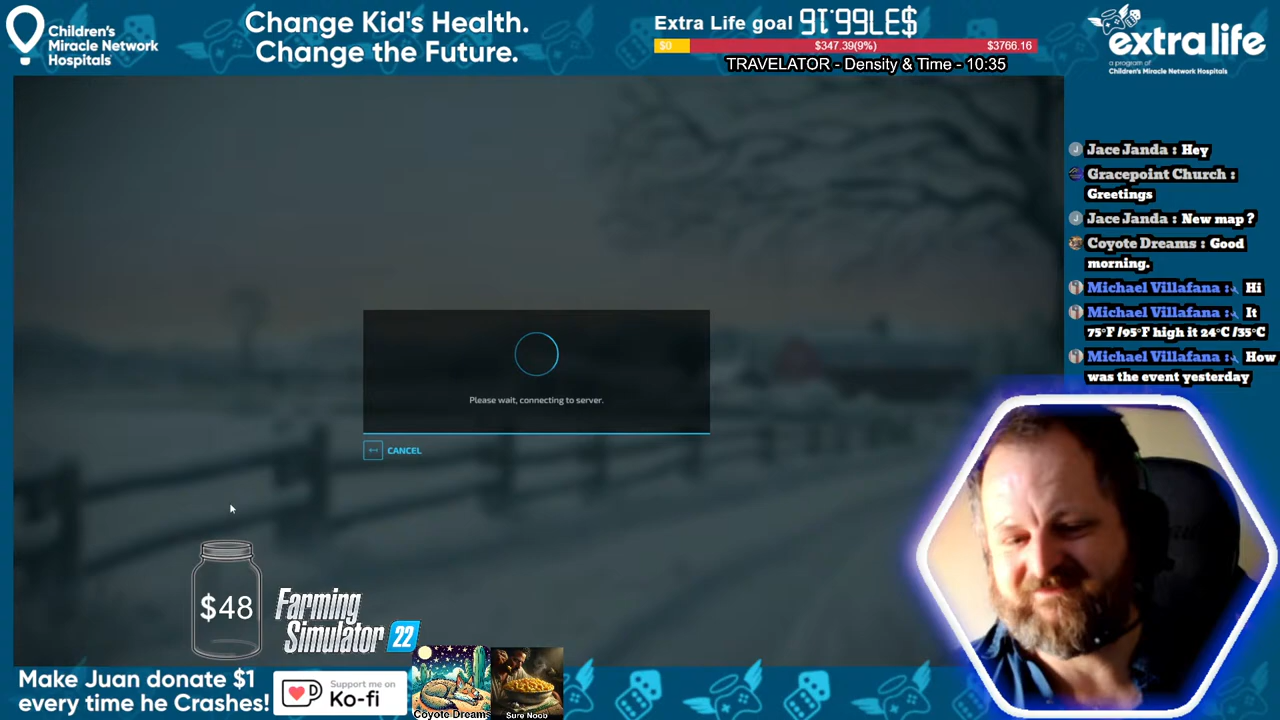 Children's
Miracle Network
Hospitals
Change Kid's Health.
Change the Future.
Extra Life goal
$0
$347.39(9%)
$3766.16
TRAVELATOR - Density & Time - 10:35
extra life
a program of
Children's Miracle Network Hospitals
Jace Janda : Hey
Gracepoint Church :
Greetings
Jace Janda : New map ?
Coyote Dreams : Good
morning.
Michael Villafana : Hi
Michael Villafana : It
75°F /95°F high it 24°C /35°C
Michael Villafana : How
was the event yesterday
Please wait, connecting to server.
CANCEL
$48
Farming
Simulator 22
Make Juan donate $1
every time he Crashes!
Support me on
Ko-fi
Coyote Dreams
Sure Noob